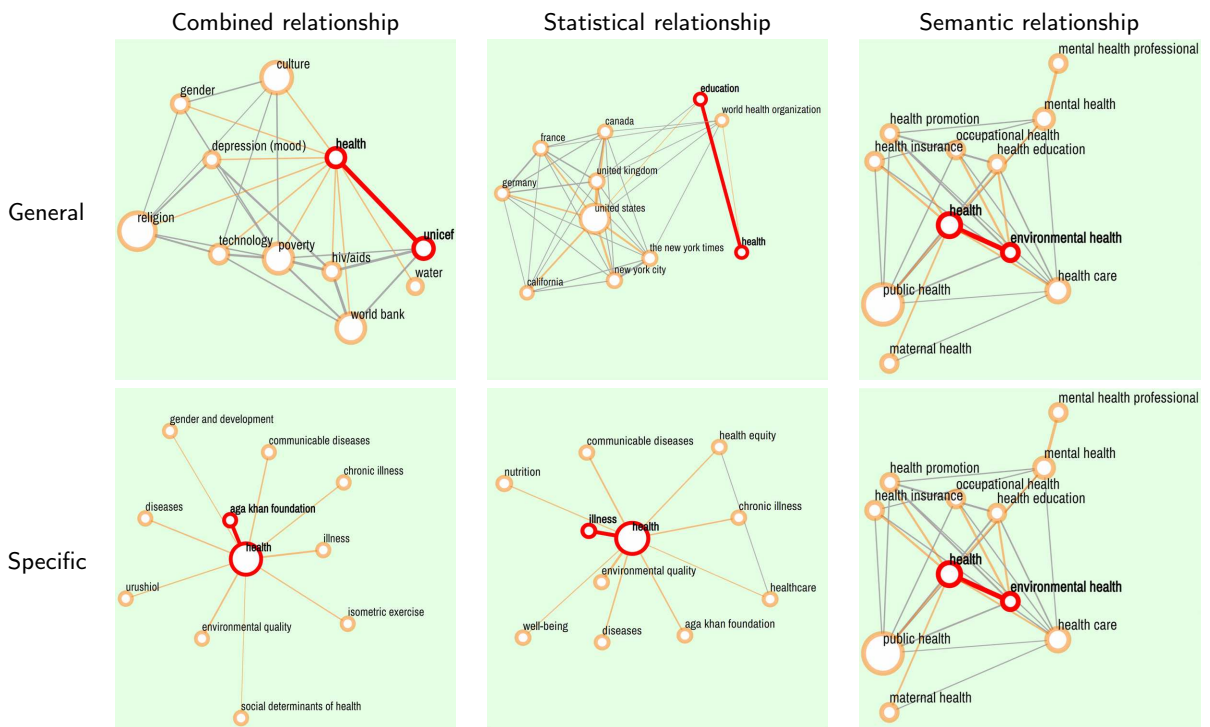 Combined relationship
Statistical relationship
Semantic relationship
General
culture
gender
depression (mood)
health
religion
technology
poverty
hiv/aids
unicef
water
world bank
education
world health organization
canada
france
united kingdom
germany
united states
the new york times
health
new york city
california
mental health professional
mental health
health promotion
occupational health
health insurance
health education
health
environmental health
public health
health care
maternal health
Specific
gender and development
communicable diseases
chronic illness
aga khan foundation
diseases
health
illness
urushiol
isometric exercise
environmental quality
social determinants of health
communicable diseases
health equity
nutrition
chronic illness
illness
health
environmental quality
healthcare
well-being
diseases
aga khan foundation
mental health professional
mental health
health promotion
occupational health
health insurance
health education
health
environmental health
public health
health care
maternal health